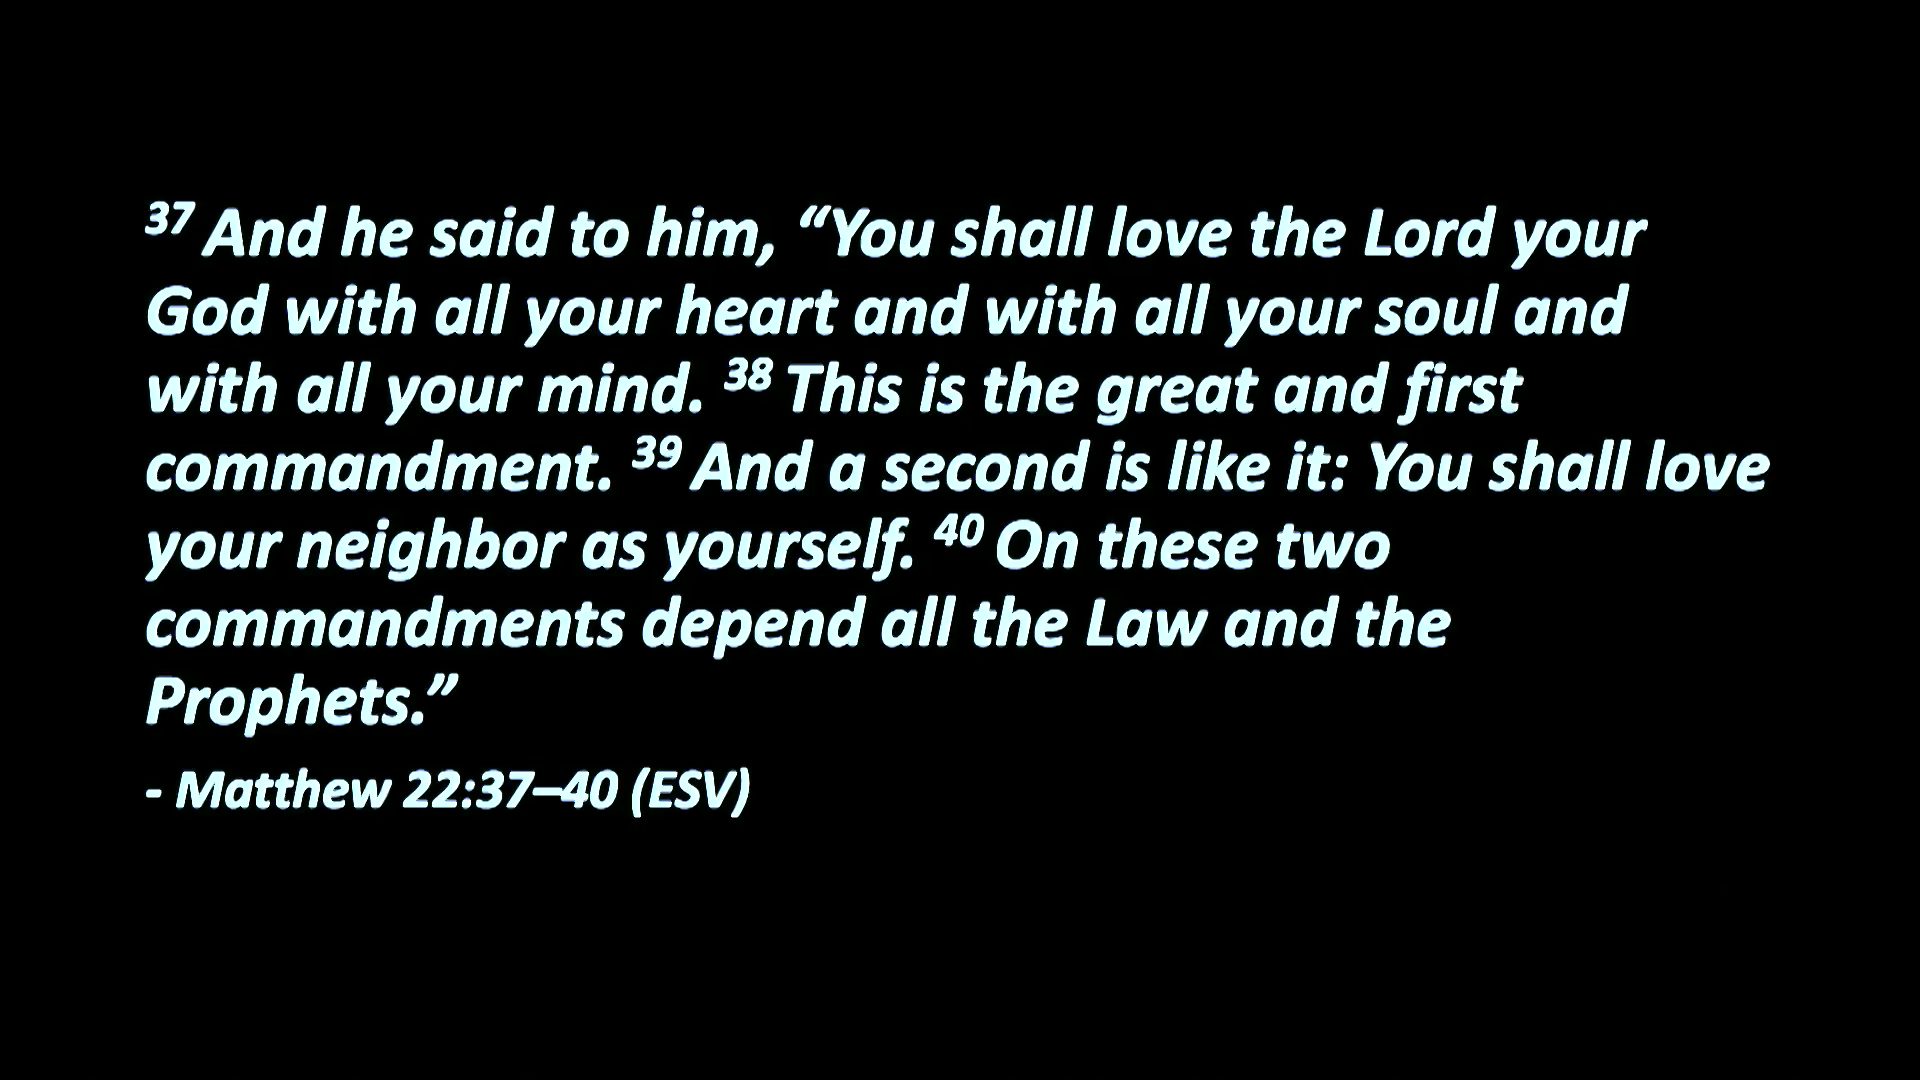 37 And he said to him, “You shall love the Lord your
God with all your heart and with all your soul and
with all your mind. 38 This is the great and first
commandment. 39 And a second is like it: You shall love
your neighbor as yourself. 40 On these two
commandments depend all the Law and the
Prophets.”
- Matthew 22:37–40 (ESV)